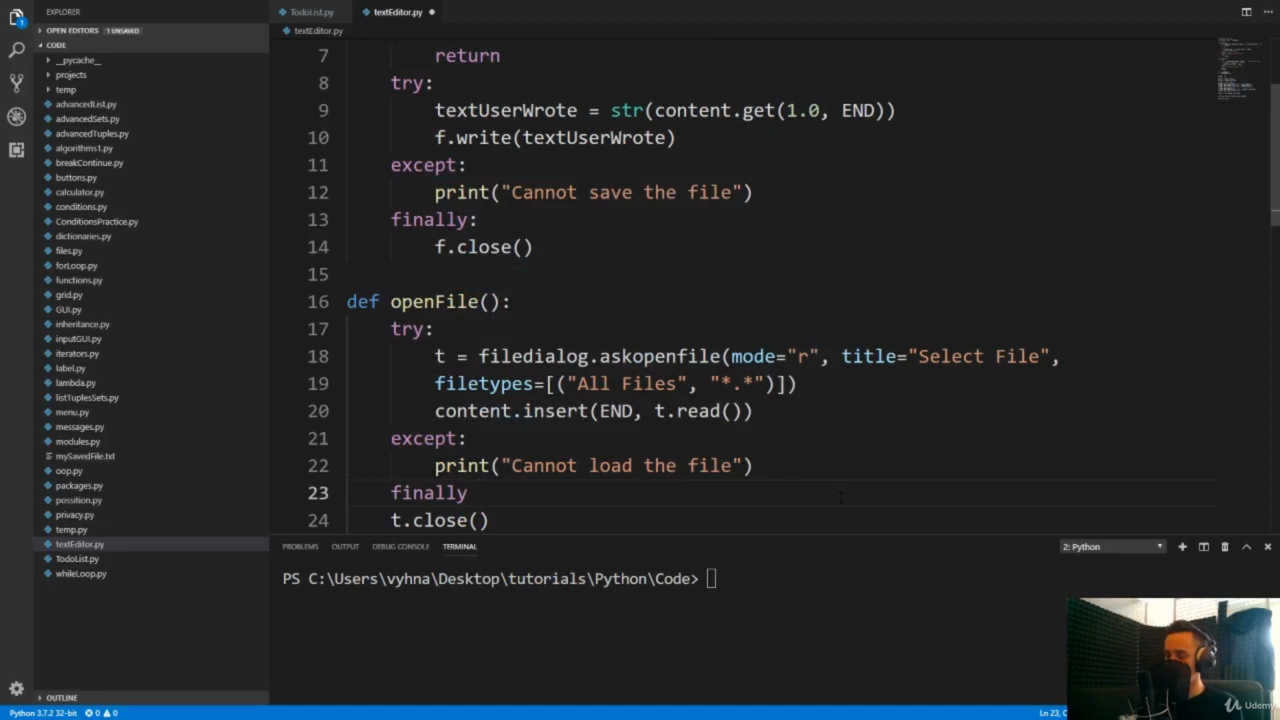 EXPLORER
TodoList.py
textEditor.py
OPEN EDITORS 1 UNSAVED
textEditor.py
CODE
__pycache__
projects
temp
advancedList.py
advancedSets.py
advancedTuples.py
algorithms1.py
breakContinue.py
buttons.py
calculator.py
conditions.py
ConditionsPractice.py
dictionaries.py
files.py
forLoop.py
functions.py
grid.py
GUI.py
inheritance.py
inputGUI.py
iterators.py
label.py
lambda.py
listTuplesSets.py
menu.py
messages.py
modules.py
mySavedFile.txt
oop.py
packages.py
possition.py
privacy.py
temp.py
textEditor.py
TodoList.py
whileLoop.py
OUTLINE
7 return
8 try:
9 textUserWrote = str(content.get(1.0, END))
10 f.write(textUserWrote)
11 except:
12 print("Cannot save the file")
13 finally:
14 f.close()
15
16 def openFile():
17 try:
18 t = filedialog.askopenfile(mode="r", title="Select File",
19 filetypes=[("All Files", "*.*")])
20 content.insert(END, t.read())
21 except:
22 print("Cannot load the file")
23 finally
24 t.close()
PROBLEMS OUTPUT DEBUG CONSOLE TERMINAL
2: Python
PS C:\Users\vyhna\Desktop\tutorials\Python\Code>
Python 3.7.2 32-bit 0 0
Ln 23,
Udemy
1